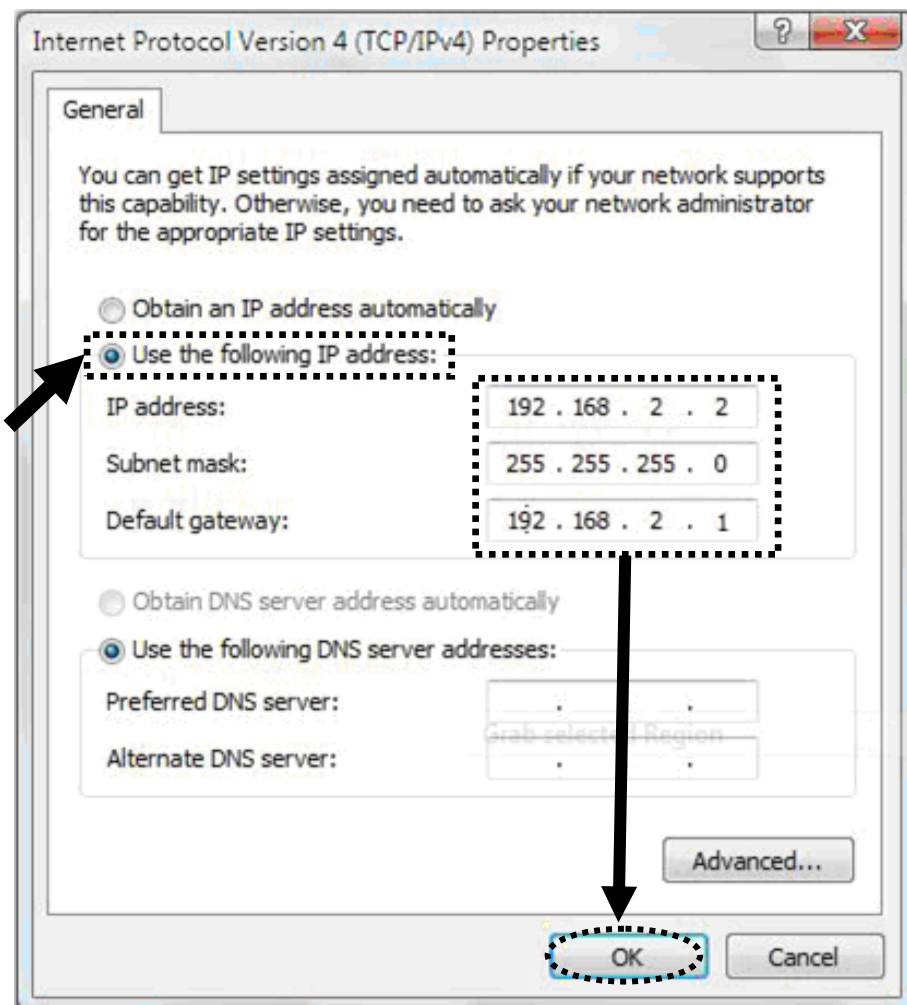 Internet Protocol Version 4 (TCP/IPv4) Properties
?
X
General
You can get IP settings assigned automatically if your network supports
this capability. Otherwise, you need to ask your network administrator
for the appropriate IP settings.
Obtain an IP address automatically
Use the following IP address:
IP address: 192 . 168 . 2 . 2
Subnet mask: 255 . 255 . 255 . 0
Default gateway: 192 . 168 . 2 . 1
Obtain DNS server address automatically
Use the following DNS server addresses:
Preferred DNS server: . .
Grab selected Region
Alternate DNS server: . .
Advanced...
OK Cancel